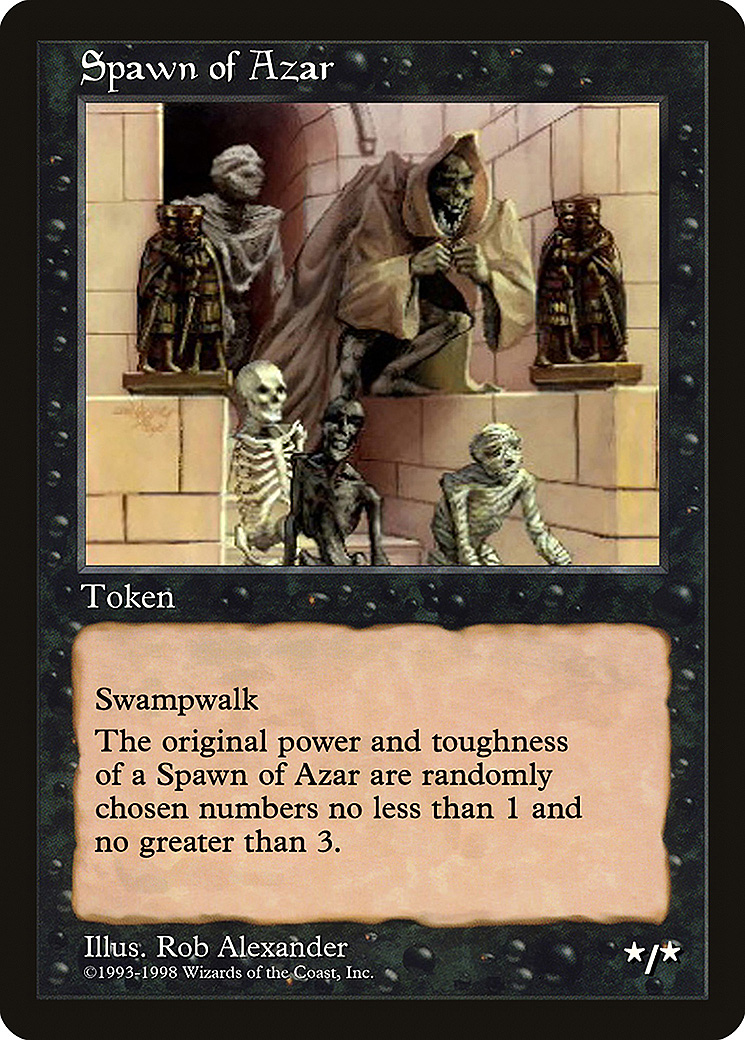 Spawn of Azar
Token
Swampwalk
The original power and toughness
of a Spawn of Azar are randomly
chosen numbers no less than 1 and
no greater than 3.
Illus. Rob Alexander
©1993-1998 Wizards of the Coast, Inc.
★/★